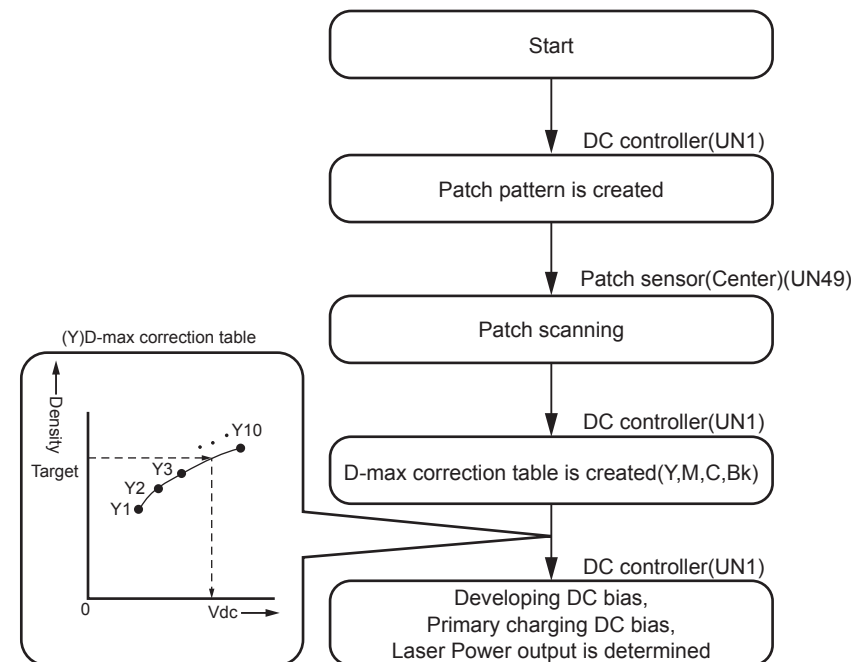 Start
DC controller(UN1)
Patch pattern is created
Patch sensor(Center)(UN49)
Patch scanning
DC controller(UN1)
D-max correction table is created(Y,M,C,Bk)
(Y)D-max correction table
Density
Target
Y1
Y2
Y3
Y10
0
Vdc
DC controller(UN1)
Developing DC bias,
Primary charging DC bias,
Laser Power output is determined